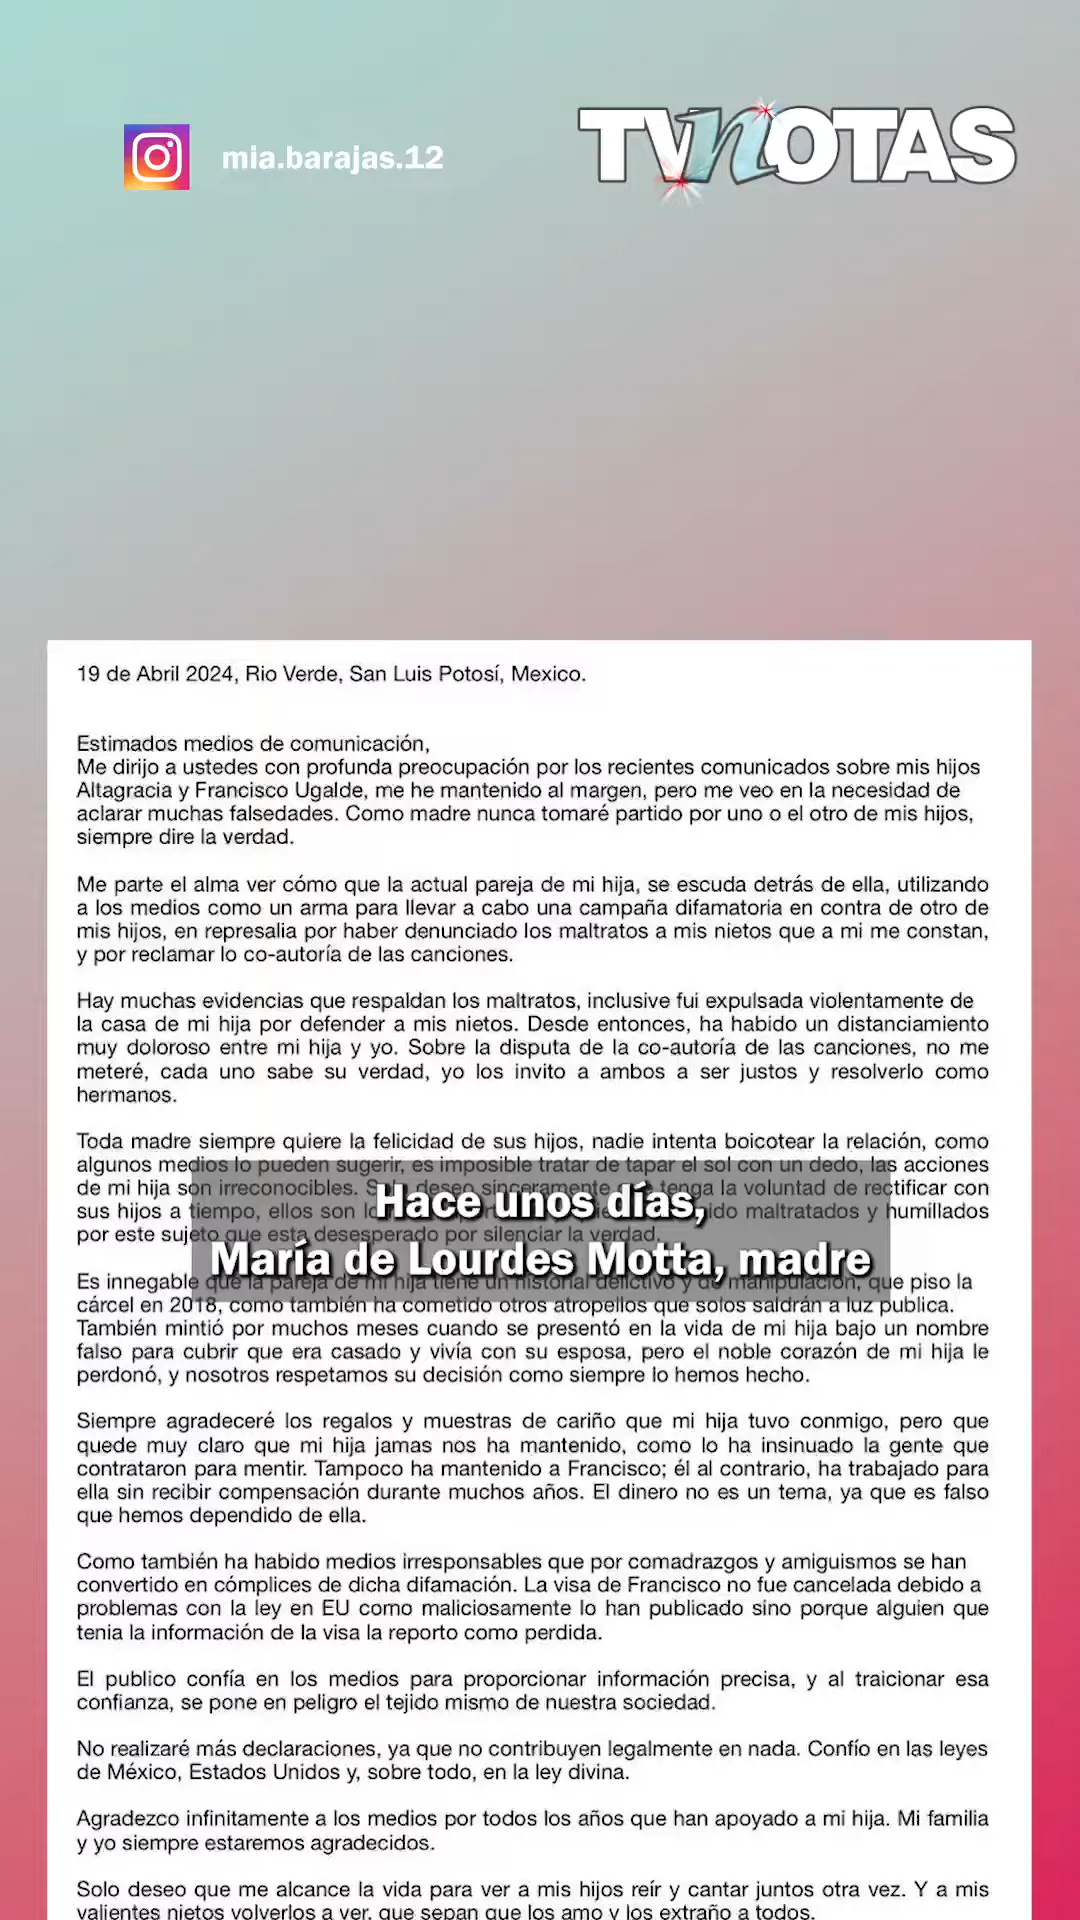 mia.barajas.12
TVnOTAS
19 de Abril 2024, Rio Verde, San Luis Potosí, Mexico.
Estimados medios de comunicación,
Me dirijo a ustedes con profunda preocupación por los recientes comunicados sobre mis hijos
Altagracia y Francisco Ugalde, me he mantenido al margen, pero me veo en la necesidad de
aclarar muchas falsedades. Como madre nunca tomaré partido por uno o el otro de mis hijos,
siempre dire la verdad.
Me parte el alma ver cómo que la actual pareja de mi hija, se escuda detrás de ella, utilizando
a los medios como un arma para llevar a cabo una campaña difamatoria en contra de otro de
mis hijos, en represalia por haber denunciado los maltratos a mis nietos que a mi me constan,
y por reclamar lo co-autoría de las canciones.
Hay muchas evidencias que respaldan los maltratos, inclusive fui expulsada violentamente de
la casa de mi hija por defender a mis nietos. Desde entonces, ha habido un distanciamiento
muy doloroso entre mi hija y yo. Sobre la disputa de la co-autoría de las canciones, no me
meteré, cada uno sabe su verdad, yo los invito a ambos a ser justos y resolverlo como
hermanos.
Toda madre siempre quiere la felicidad de sus hijos, nadie intenta boicotear la relación, como
algunos medios lo pueden sugerir, es imposible tratar de tapar el sol con un dedo, las acciones
de mi hija son irreconocibles. deseo sinceramente tenga la voluntad de rectificar con
sus hijos a tiempo, ellos son maltratados y humillados
por este sujeto que esta desesperado por silenciar la verdad.
Hace unos días,
María de Lourdes Motta, madre
Es innegable que la pareja de mi hija tiene un historial delictivo y de manipulación, que piso la
cárcel en 2018, como también ha cometido otros atropellos que solos saldrán a luz publica.
También mintió por muchos meses cuando se presentó en la vida de mi hija bajo un nombre
falso para cubrir que era casado y vivía con su esposa, pero el noble corazón de mi hija le
perdonó, y nosotros respetamos su decisión como siempre lo hemos hecho.
Siempre agradeceré los regalos y muestras de cariño que mi hija tuvo conmigo, pero que
quede muy claro que mi hija jamas nos ha mantenido, como lo ha insinuado la gente que
contrataron para mentir. Tampoco ha mantenido a Francisco; él al contrario, ha trabajado para
ella sin recibir compensación durante muchos años. El dinero no es un tema, ya que es falso
que hemos dependido de ella.
Como también ha habido medios irresponsables que por comadrazgos y amiguismos se han
convertido en cómplices de dicha difamación. La visa de Francisco no fue cancelada debido a
problemas con la ley en EU como maliciosamente lo han publicado sino porque alguien que
tenia la información de la visa la reporto como perdida.
El publico confía en los medios para proporcionar información precisa, y al traicionar esa
confianza, se pone en peligro el tejido mismo de nuestra sociedad.
No realizaré más declaraciones, ya que no contribuyen legalmente en nada. Confío en las leyes
de México, Estados Unidos y, sobre todo, en la ley divina.
Agradezco infinitamente a los medios por todos los años que han apoyado a mi hija. Mi familia
y yo siempre estaremos agradecidos.
Solo deseo que me alcance la vida para ver a mis hijos reír y cantar juntos otra vez. Y a mis
valientes nietos volverlos a ver, que sepan que los amo y los extraño a todos.